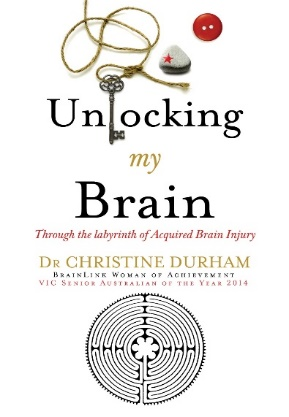 Unlocking
my
Brain
Through the labyrinth of Acquired Brain Injury
Dr Christine Durham
BrainLink Woman of Achievement
VIC Senior Australian of the Year 2014